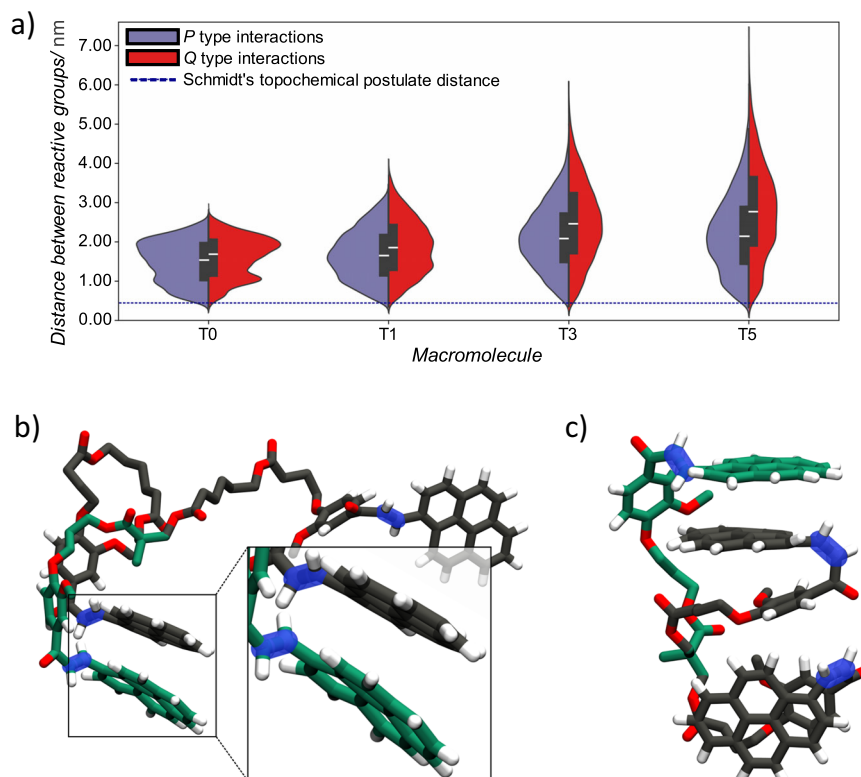 a)
Distance between reactive groups/ nm
7.00
6.00
5.00
4.00
3.00
2.00
1.00
0.00
P type interactions
Q type interactions
Schmidt's topochemical postulate distance
T0 T1 T3 T5
Macromolecule
b)
c)